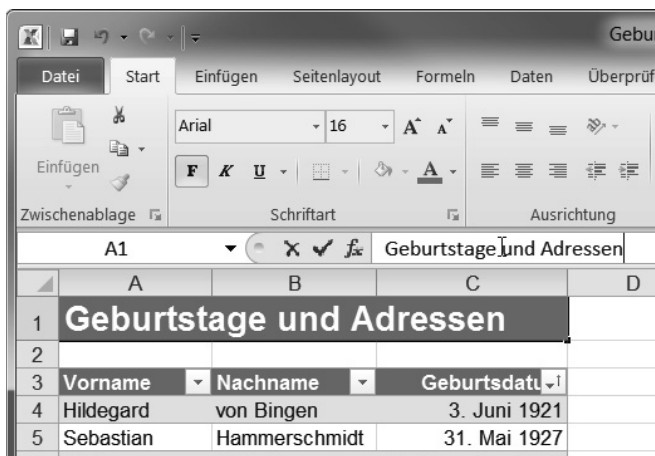 Gebur
Datei Start Einfügen Seitenlayout Formeln Daten Überprüf
Arial 16 A A
Einfügen F K U A
Zwischenablage Schriftart Ausrichtung
A1 fx Geburtstage und Adressen
A B C D
1 Geburtstage und Adressen
2
3 Vorname Nachname Geburtsdatu
4 Hildegard von Bingen 3. Juni 1921
5 Sebastian Hammerschmidt 31. Mai 1927